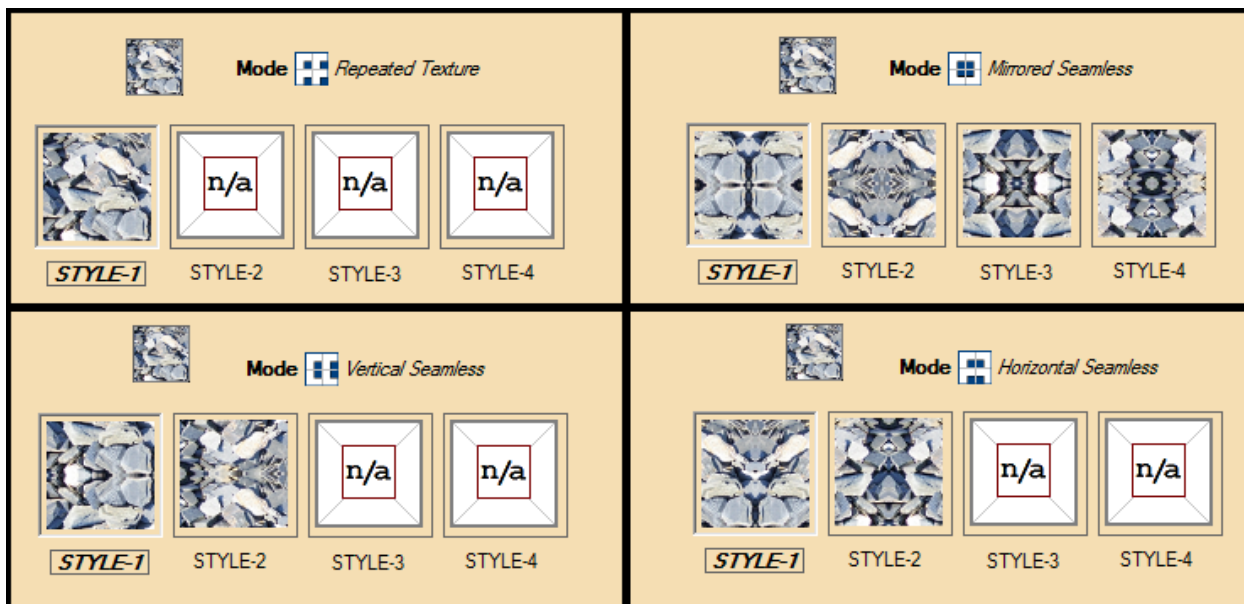 Mode Repeated Texture
n/a n/a n/a
STYLE-1 STYLE-2 STYLE-3 STYLE-4
Mode Mirrored Seamless
STYLE-1 STYLE-2 STYLE-3 STYLE-4
Mode Vertical Seamless
n/a n/a
STYLE-1 STYLE-2 STYLE-3 STYLE-4
Mode Horizontal Seamless
n/a n/a
STYLE-1 STYLE-2 STYLE-3 STYLE-4